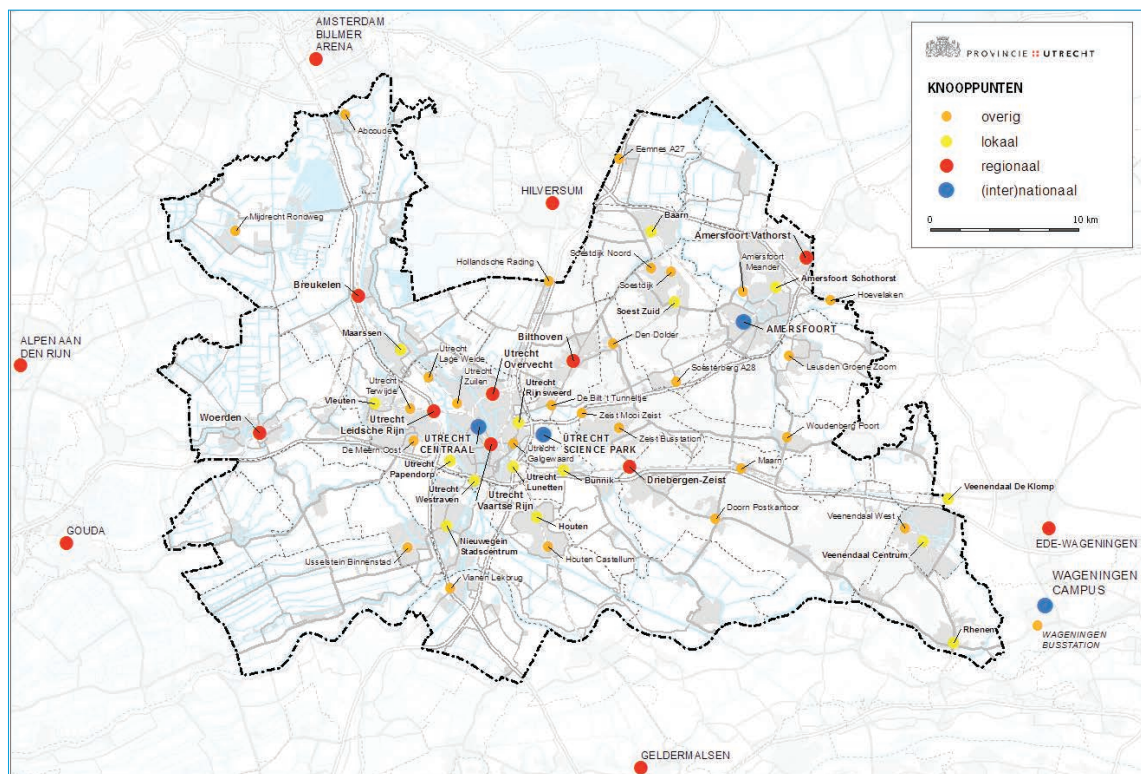 AMSTERDAM
BIJLMER
ARENA
PROVINCIE UTRECHT
KNOOPPUNTEN
overig
lokaal
regionaal
(inter)nationaal
0 10 km
Abcoude
Eemnes A27
HILVERSUM
Mijdrecht Rondweg
Baarn
Amersfoort Vathorst
Soestdijk Noord
Amersfoort
Meander
Hollandsche Rading
Soestdijk
Amersfoort Schothorst
Breukelen
Hoevelaken
Soest Zuid
AMERSFOORT
Maarssen
Bilthoven
Den Dolder
ALPEN AAN
DEN RIJN
Utrecht
Lage Weide
Utrecht
Overvecht
Leusden Groene Zoom
Utrecht
Zuilen
Soesterberg A28
Utrecht
Terwijde
Utrecht
Rijnsweerd
Vleuten
De Bilt 't Tunneltje
Woerden
Utrecht
Leidsche Rijn
Zeist Mooi Zeist
Woudenberg Poort
UTRECHT
CENTRAAL
UTRECHT
SCIENCE PARK
Zeist Busstation
De Meern Oost
Utrecht
Galgewaard
Utrecht
Papendorp
Utrecht
Lunetten
Bunnik
Driebergen-Zeist
Maarn
Utrecht
Westraven
Utrecht
Vaartse Rijn
Veenendaal De Klomp
Houten
Doorn Postkantoor
Veenendaal West
GOUDA
Nieuwegein
Stadscentrum
EDE-WAGENINGEN
IJsselstein Binnenstad
Houten Castellum
Veenendaal Centrum
Vianen Lekbrug
WAGENINGEN
CAMPUS
Rhenen
WAGENINGEN
BUSSTATION
GELDERMALSEN